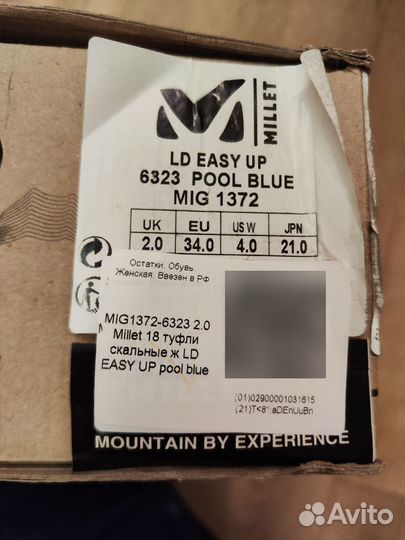 MILLET
LD EASY UP
6323 POOL BLUE
MIG 1372
UK EU US W JPN
2.0 34.0 4.0 21.0
Остатки. Обувь.
Женская. Ввезен в РФ
MIG1372-6323 2.0
Millet 18 туфли
скальные ж LD
EASY UP pool blue
(01)02900001031615
(21)T<8!:aDEnUuBn
MOUNTAIN BY EXPERIENCE
Avito